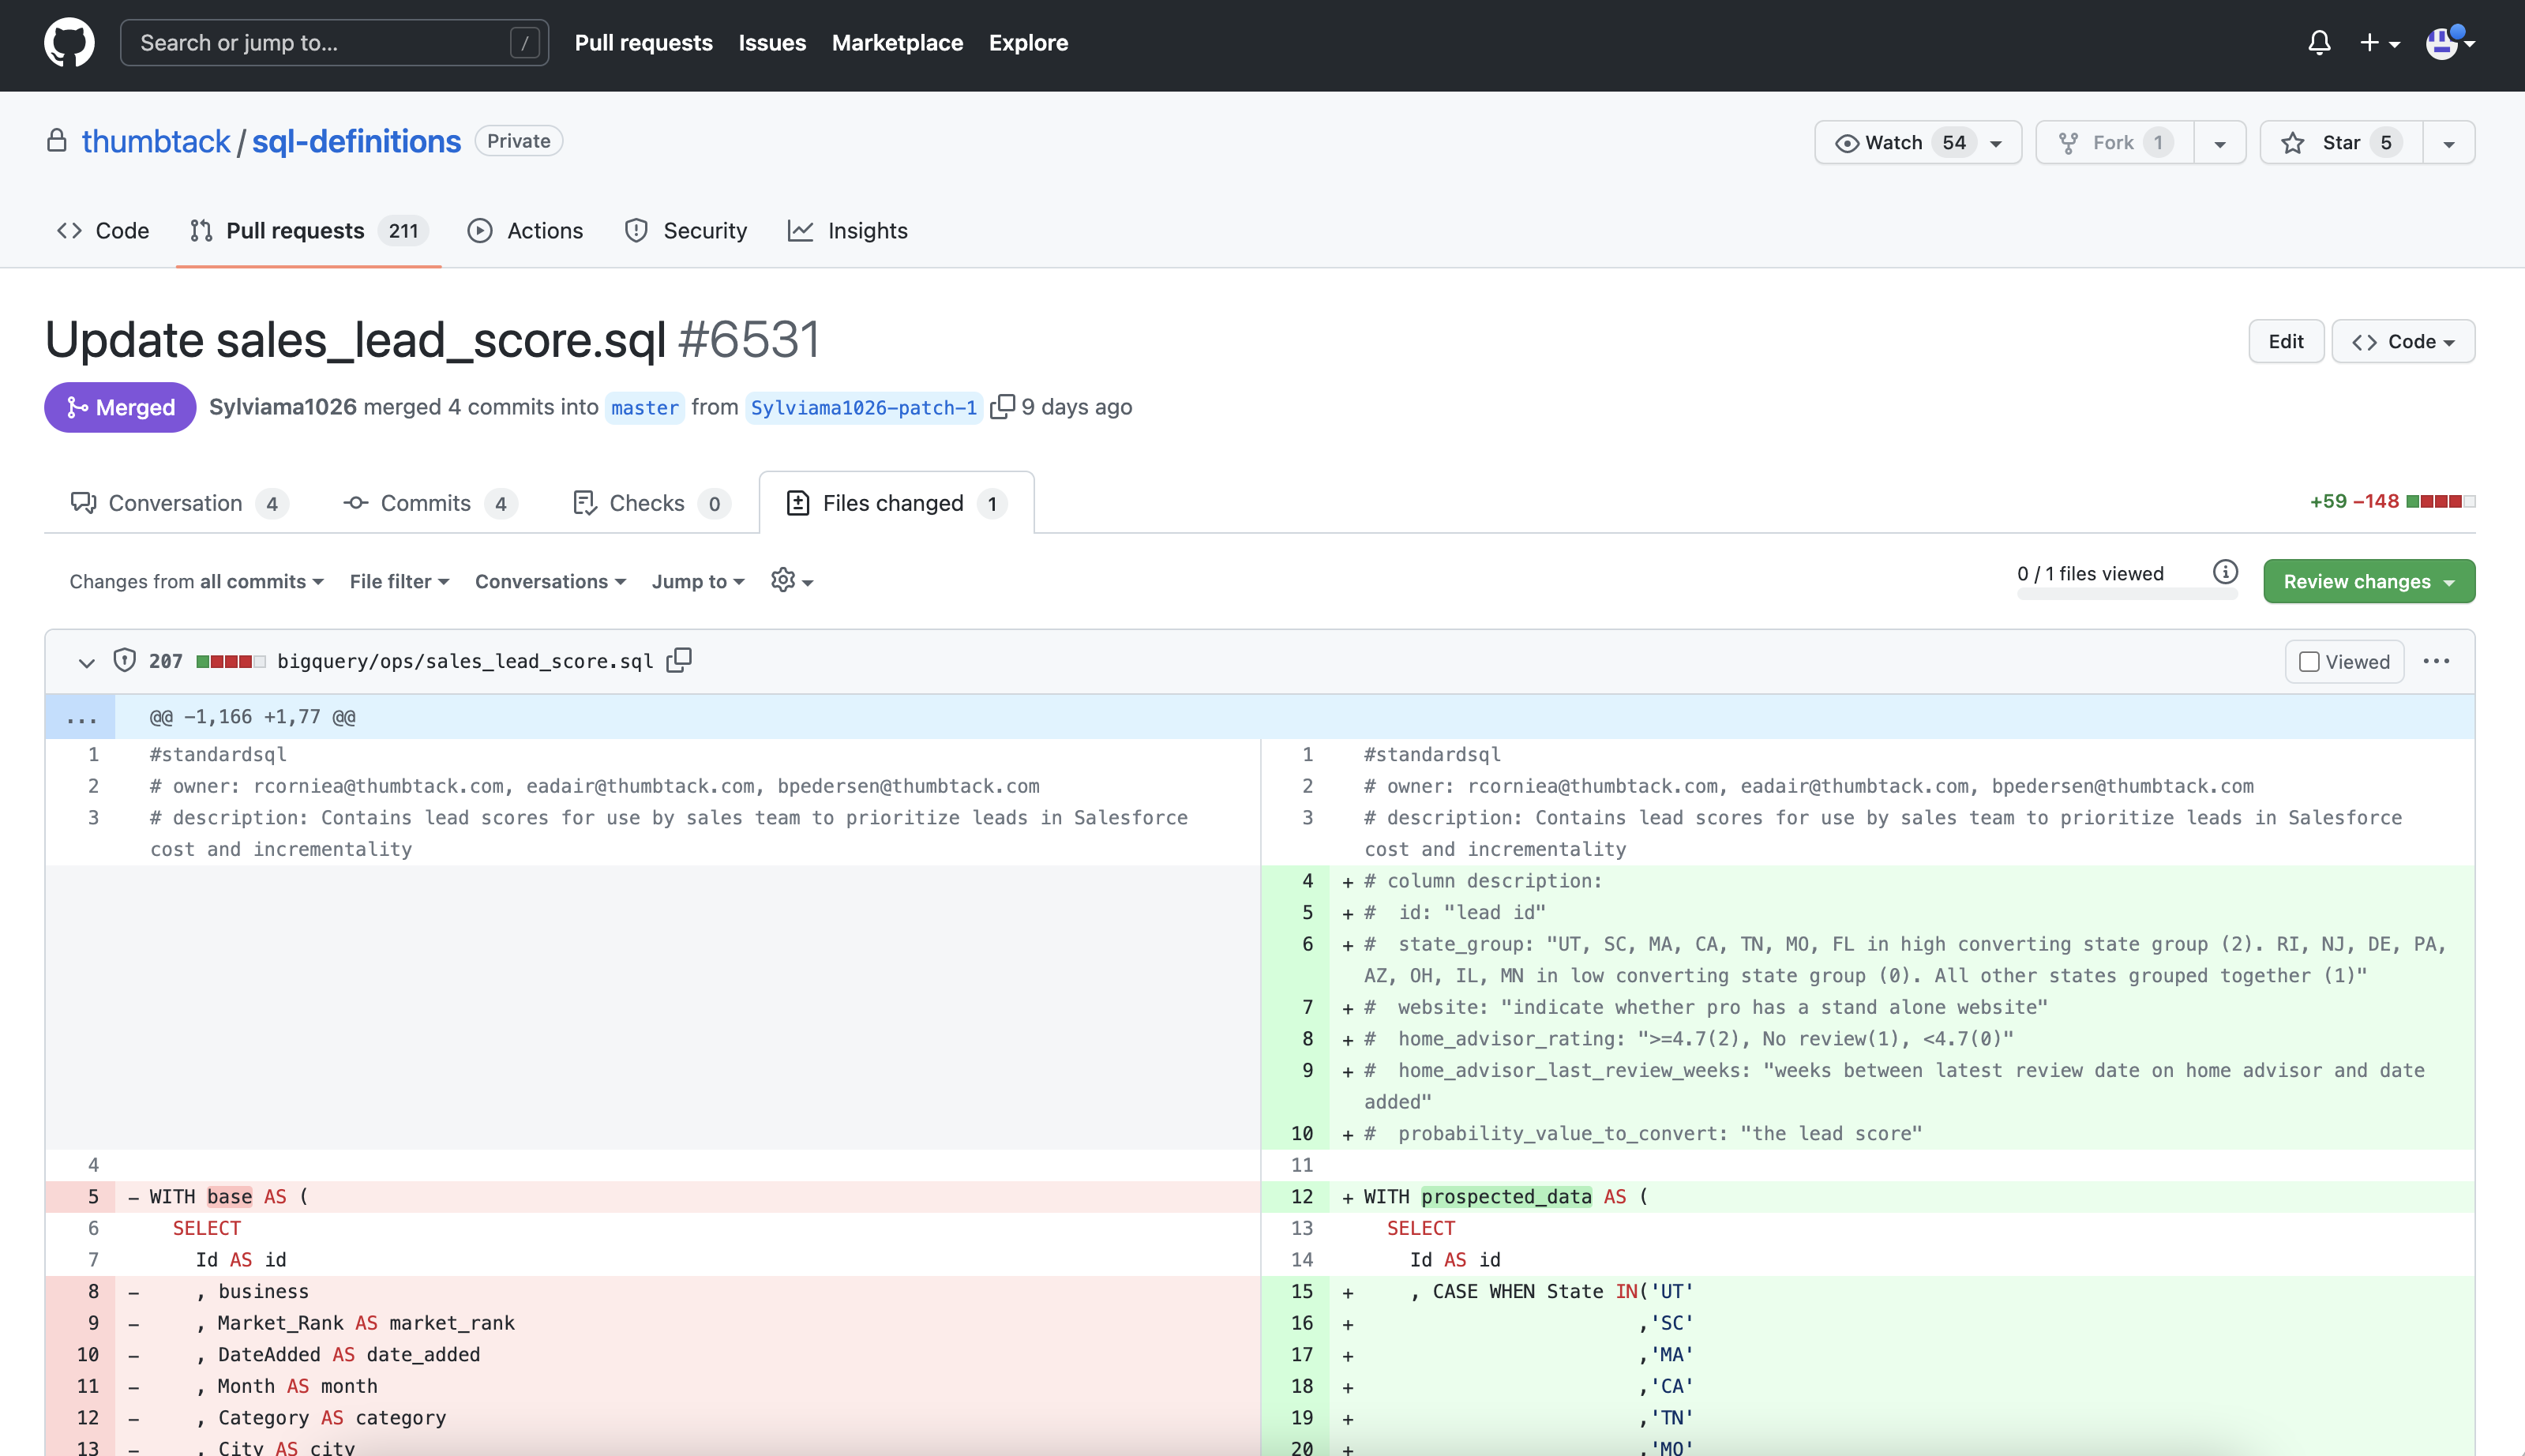 Search or jump to... / Pull requests Issues Marketplace Explore
thumbtack / sql-definitions Private Watch 54 Fork 1 Star 5
Code Pull requests 211 Actions Security Insights
Update sales_lead_score.sql #6531 Edit Code
Merged Sylviama1026 merged 4 commits into master from Sylviama1026-patch-1 9 days ago
Conversation 4 Commits 4 Checks 0 Files changed 1 +59 −148
Changes from all commits File filter Conversations Jump to 0 / 1 files viewed Review changes
207 bigquery/ops/sales_lead_score.sql Viewed ...
... @@ -1,166 +1,77 @@
1 #standardsql
2 # owner: rcorniea@thumbtack.com, eadair@thumbtack.com, bpedersen@thumbtack.com
3 # description: Contains lead scores for use by sales team to prioritize leads in Salesforce
cost and incrementality
4
5 - WITH base AS (
6 SELECT
7 Id AS id
8 - , business
9 - , Market_Rank AS market_rank
10 - , DateAdded AS date_added
11 - , Month AS month
12 - , Category AS category
13 - , City AS city
1 #standardsql
2 # owner: rcorniea@thumbtack.com, eadair@thumbtack.com, bpedersen@thumbtack.com
3 # description: Contains lead scores for use by sales team to prioritize leads in Salesforce
cost and incrementality
4 + # column description:
5 + # id: "lead id"
6 + # state_group: "UT, SC, MA, CA, TN, MO, FL in high converting state group (2). RI, NJ, DE, PA,
AZ, OH, IL, MN in low converting state group (0). All other states grouped together (1)"
7 + # website: "indicate whether pro has a stand alone website"
8 + # home_advisor_rating: ">=4.7(2), No review(1), <4.7(0)"
9 + # home_advisor_last_review_weeks: "weeks between latest review date on home advisor and date
added"
10 + # probability_value_to_convert: "the lead score"
11
12 + WITH prospected_data AS (
13 SELECT
14 Id AS id
15 + , CASE WHEN State IN('UT'
16 + ,'SC'
17 + ,'MA'
18 + ,'CA'
19 + ,'TN'
20 + ,'MO'